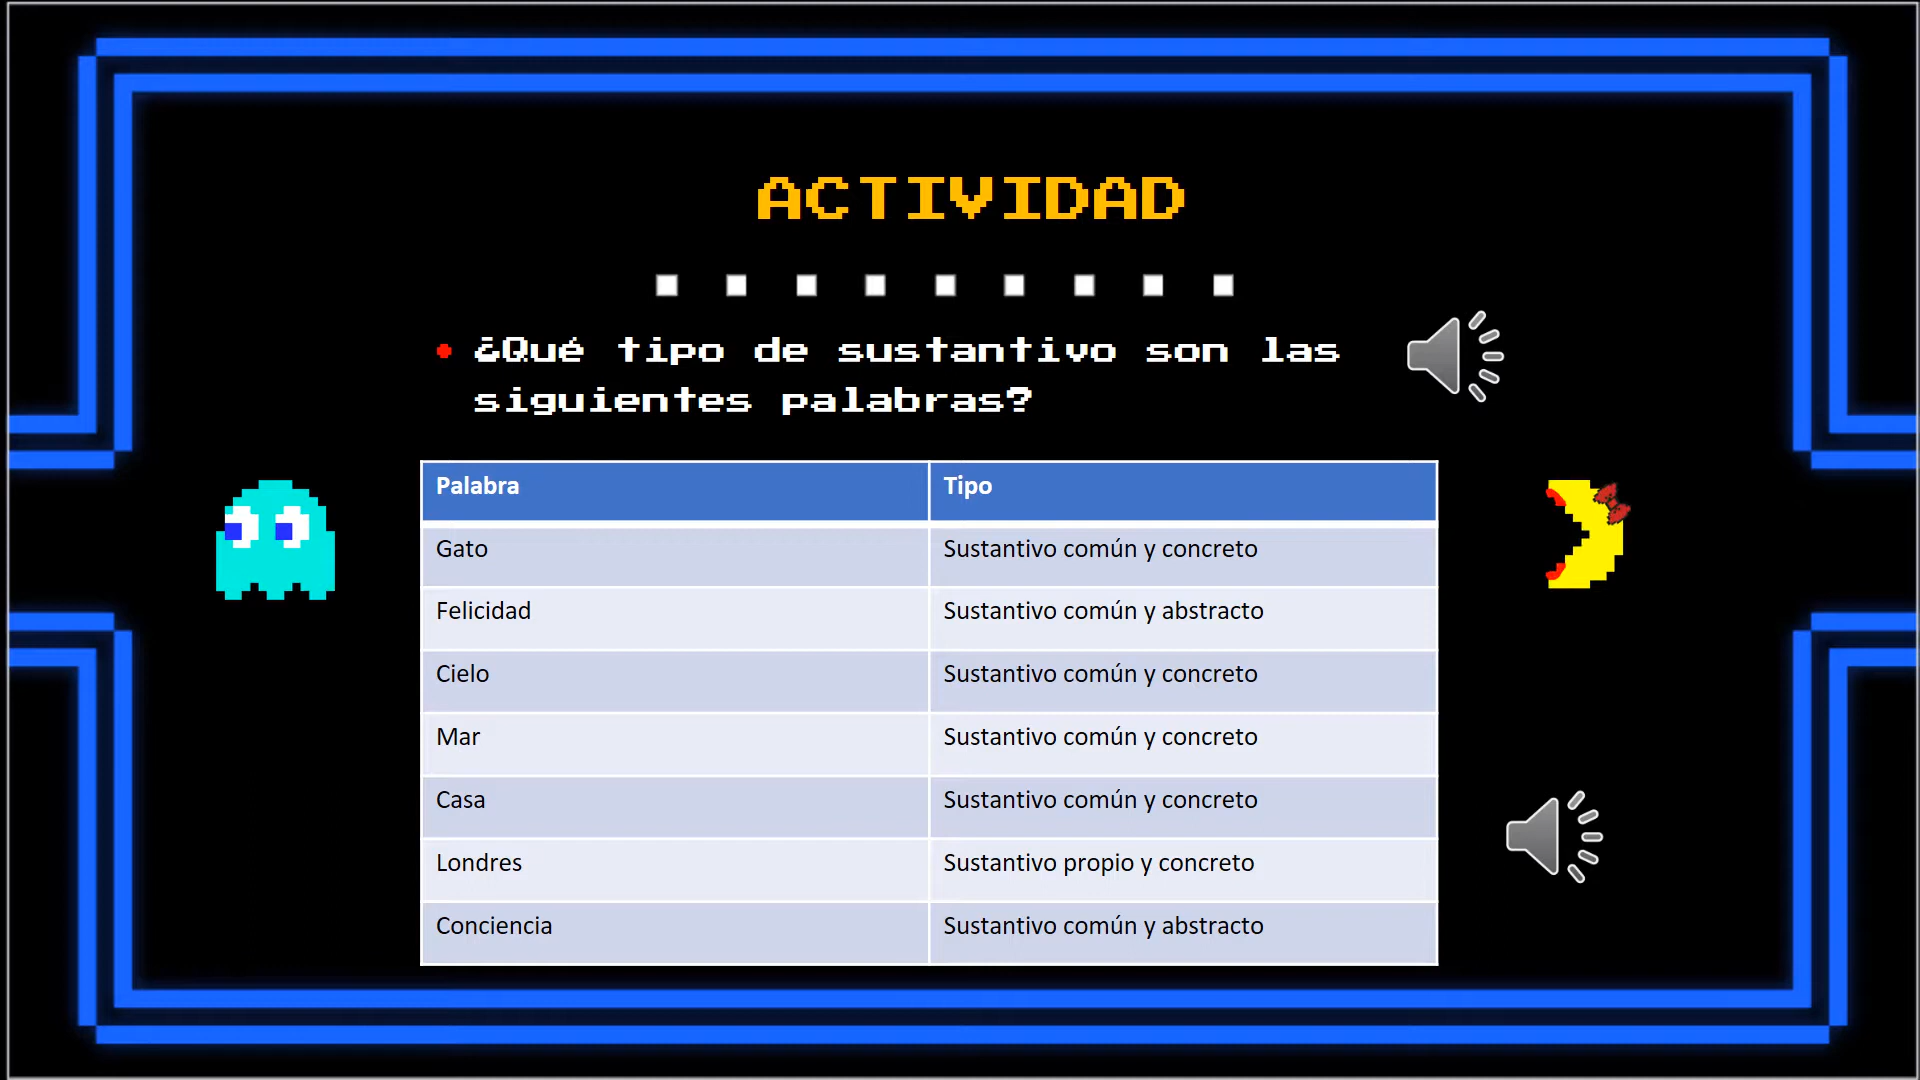 ACTIVIDAD
• ¿Qué tipo de sustantivo son las
siguientes palabras?
Palabra Tipo
Gato Sustantivo común y concreto
Felicidad Sustantivo común y abstracto
Cielo Sustantivo común y concreto
Mar Sustantivo común y concreto
Casa Sustantivo común y concreto
Londres Sustantivo propio y concreto
Conciencia Sustantivo común y abstracto